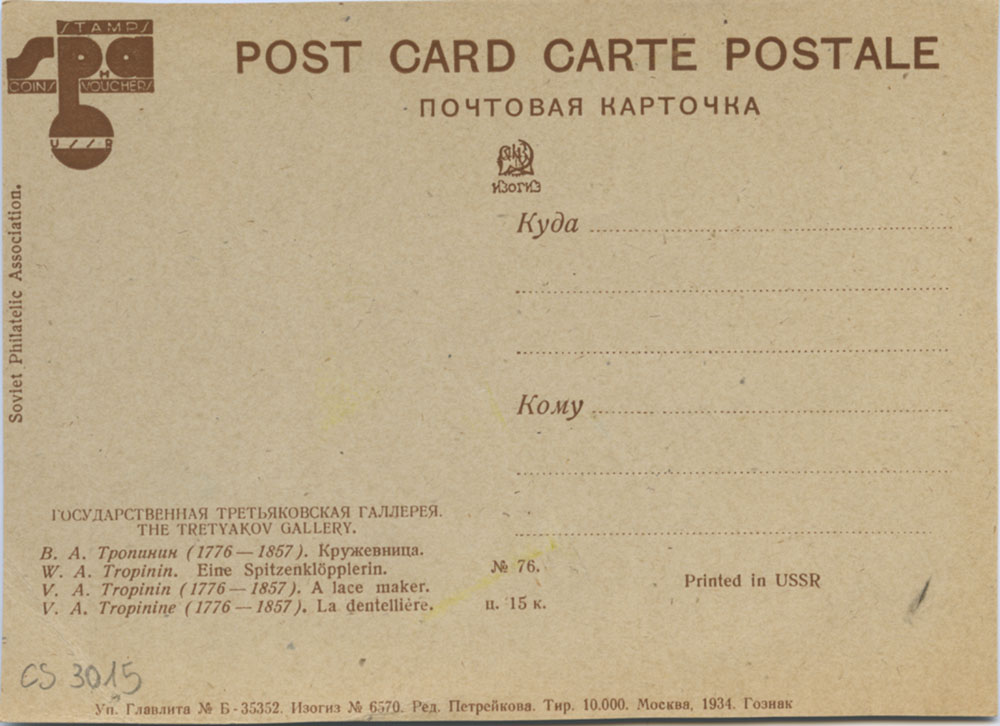 STAMPS
spa
COINS
VOUCHERS
USSR
POST CARD CARTE POSTALE
ПОЧТОВАЯ КАРТОЧКА
ИЗОГИЗ
Куда
Кому
Soviet Philatelic Association.
ГОСУДАРСТВЕННАЯ ТРЕТЬЯКОВСКАЯ ГАЛЛЕРЕЯ.
THE TRETYAKOV GALLERY.
В. А. Тропинин (1776 — 1857). Кружевница.
W. A. Tropinin. Eine Spitzenklöpplerin.
V. A. Tropinin (1776 — 1857). A lace maker.
V. A. Tropinine (1776 — 1857). La dentellière.
№ 76.
ц. 15 к.
Printed in USSR
CS 3015
Уп. Главлита № Б - 35352. Изогиз № 6570. Ред. Петрейкова. Тир. 10.000. Москва, 1934. Гознак